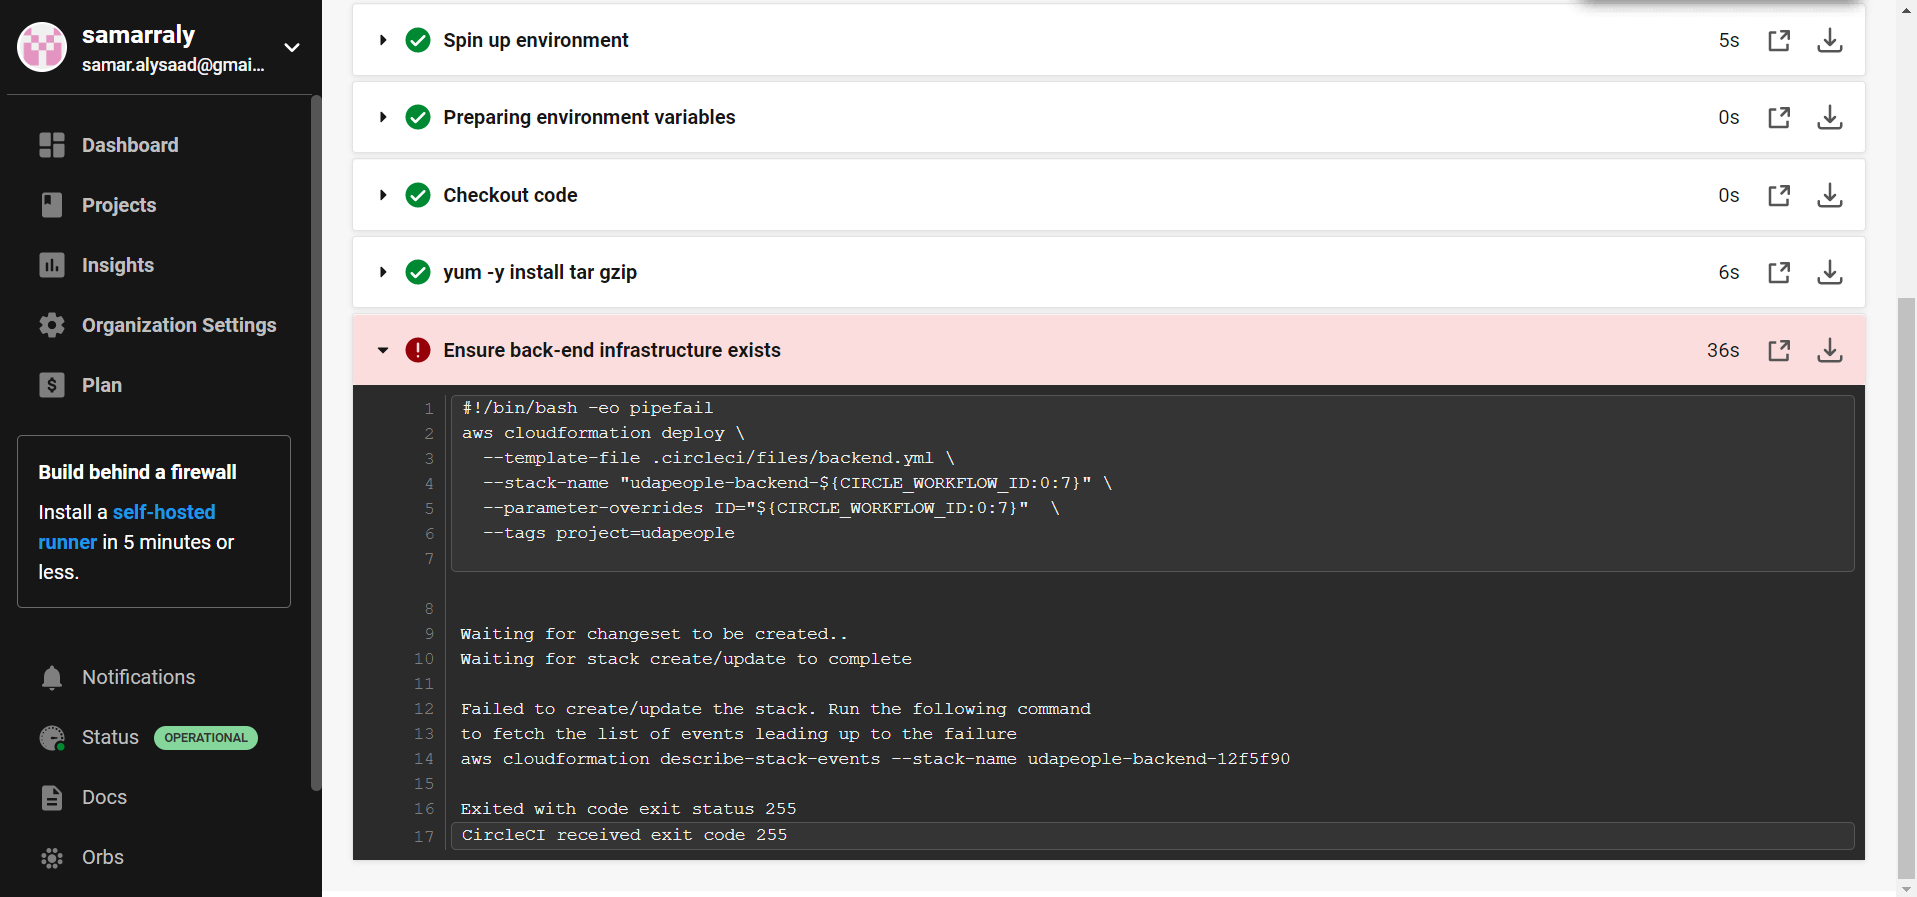 samarraly
samar.alysaad@gmai...
Dashboard
Projects
Insights
Organization Settings
Plan
Build behind a firewall
Install a self-hosted
runner in 5 minutes or
less.
Notifications
Status OPERATIONAL
Docs
Orbs
Spin up environment 5s
Preparing environment variables 0s
Checkout code 0s
yum -y install tar gzip 6s
Ensure back-end infrastructure exists 36s
1 #!/bin/bash -eo pipefail
2 aws cloudformation deploy \
3 --template-file .circleci/files/backend.yml \
4 --stack-name "udapeople-backend-${CIRCLE_WORKFLOW_ID:0:7}" \
5 --parameter-overrides ID="${CIRCLE_WORKFLOW_ID:0:7}" \
6 --tags project=udapeople
7
8
9 Waiting for changeset to be created..
10 Waiting for stack create/update to complete
11
12 Failed to create/update the stack. Run the following command
13 to fetch the list of events leading up to the failure
14 aws cloudformation describe-stack-events --stack-name udapeople-backend-12f5f90
15
16 Exited with code exit status 255
17 CircleCI received exit code 255